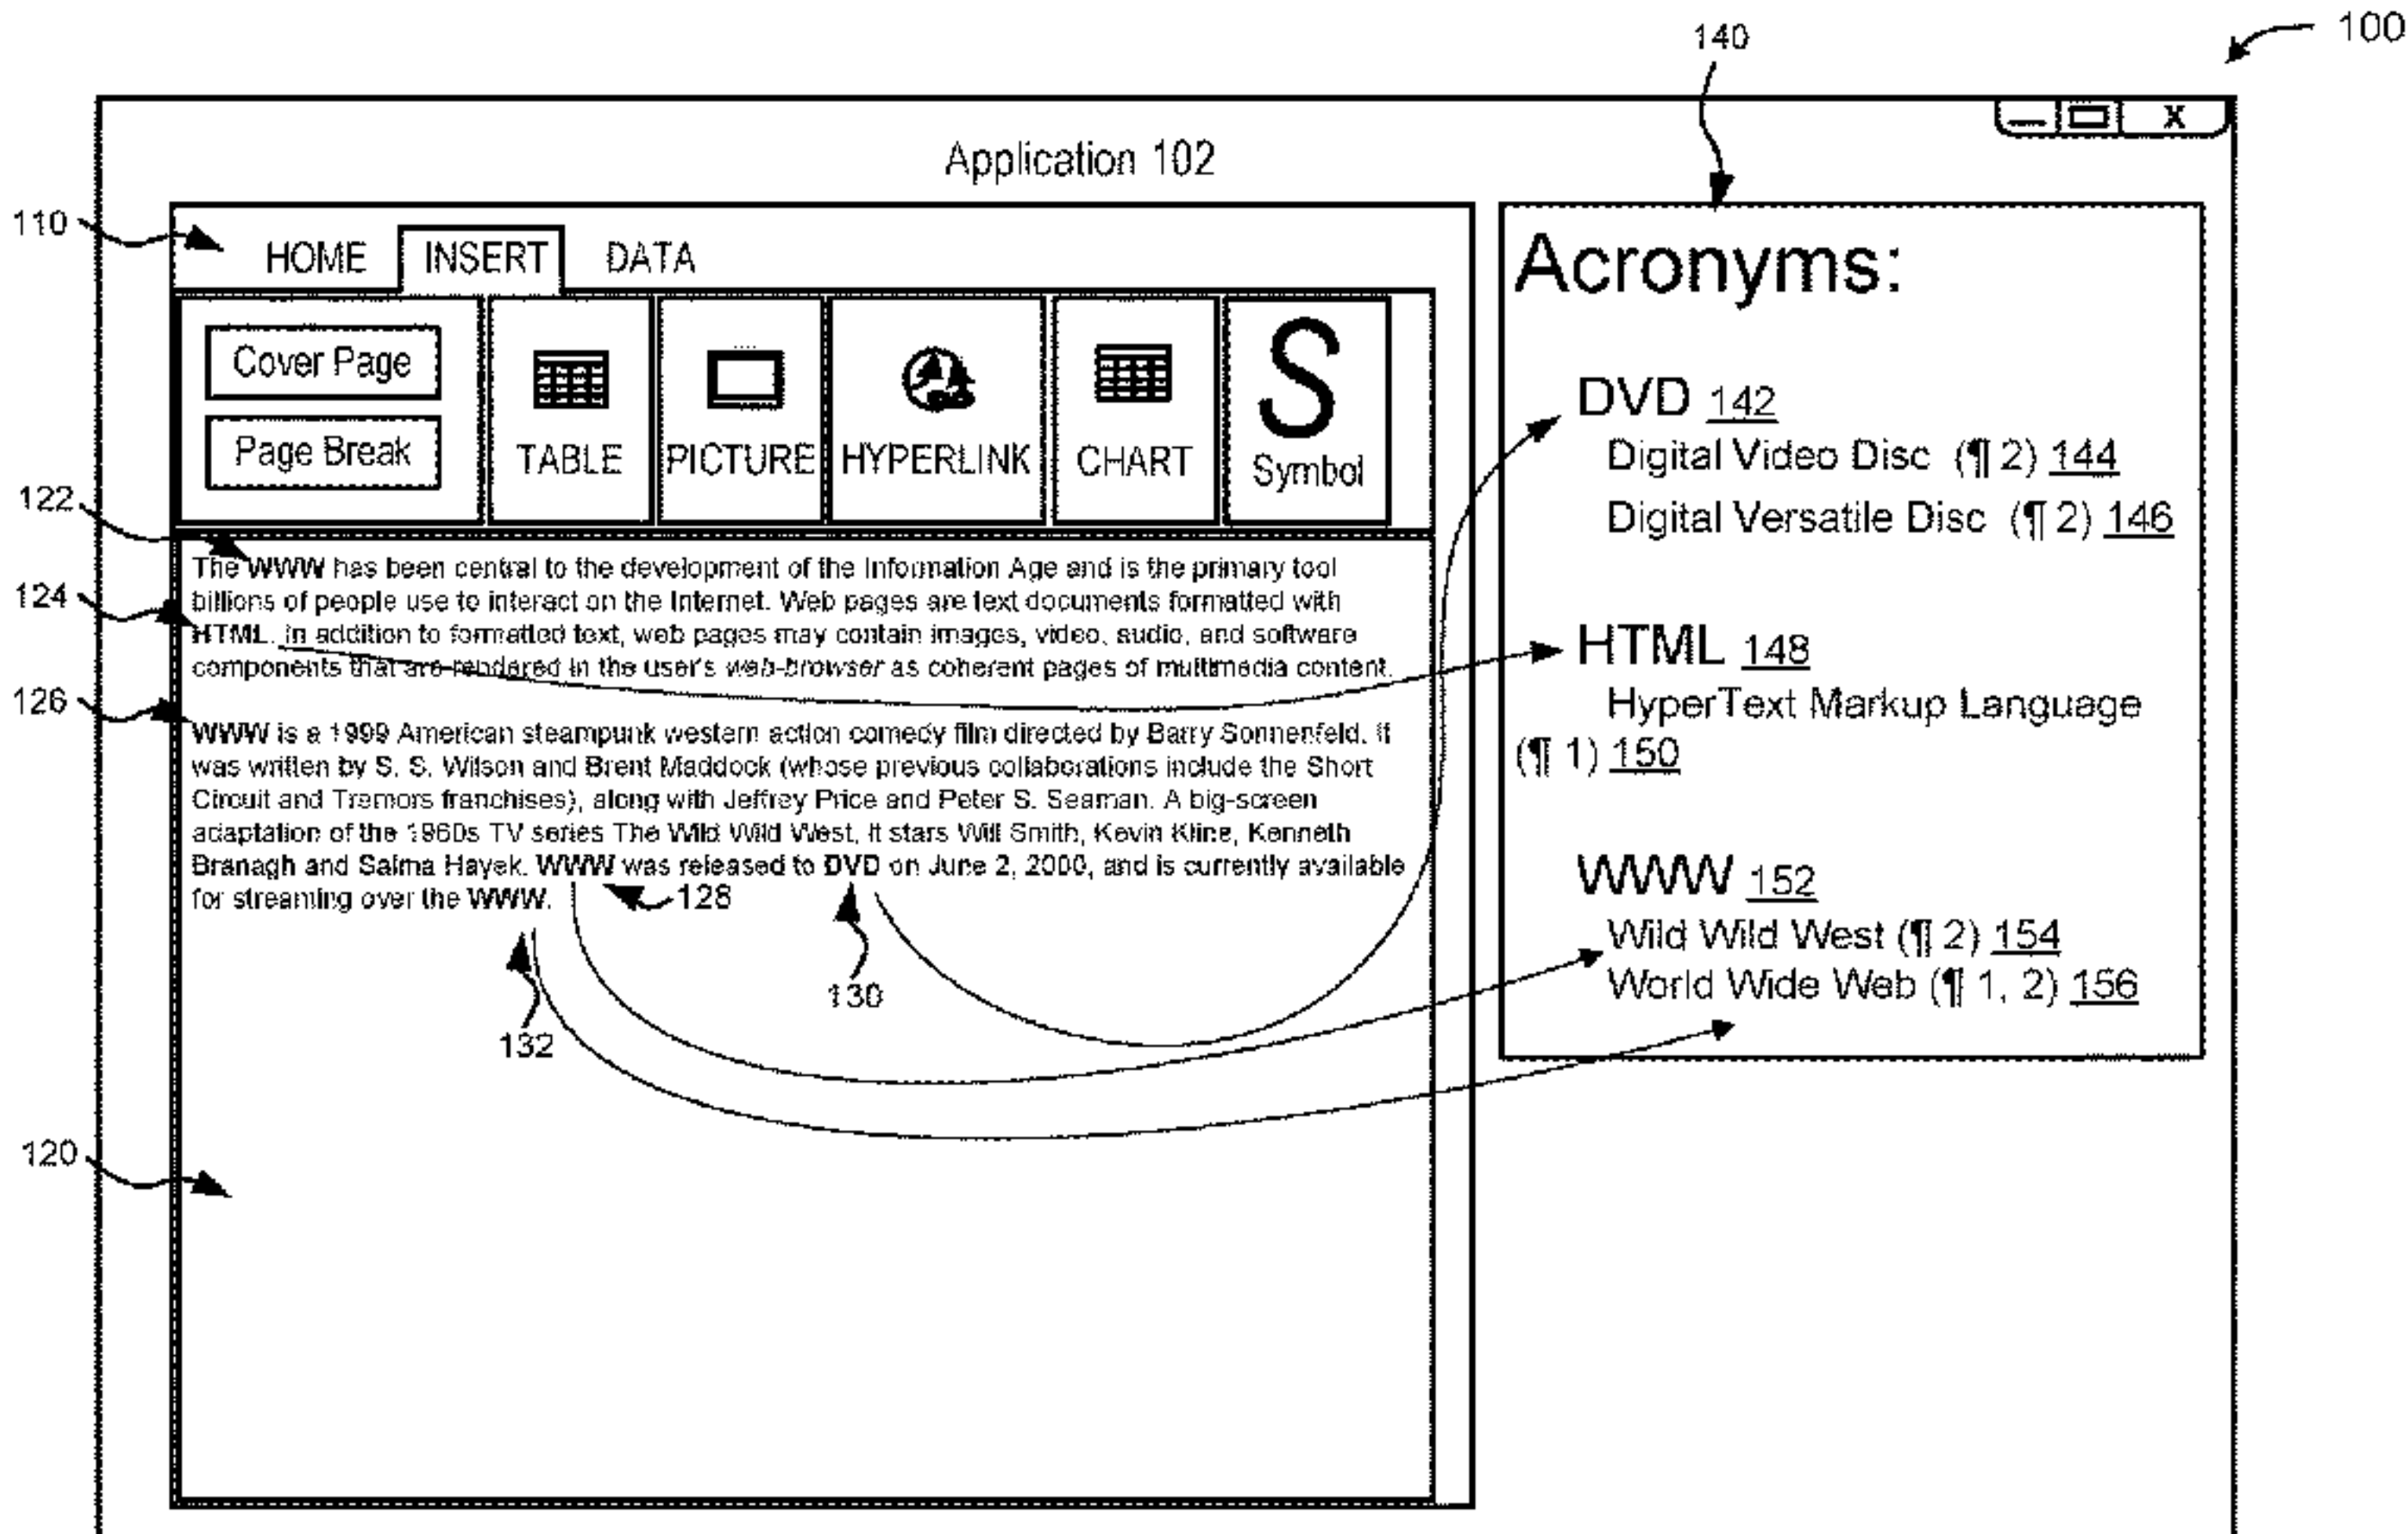 100
140
Application 102
X
110
HOME INSERT DATA
Cover Page
Page Break
TABLE
PICTURE
HYPERLINK
CHART
S
Symbol
122
124
126
The WWW has been central to the development of the Information Age and is the primary tool
billions of people use to interact on the Internet. Web pages are text documents formatted with
HTML. In addition to formatted text, web pages may contain images, video, audio, and software
components that are rendered in the user's web-browser as coherent pages of multimedia content.
WWW is a 1999 American steampunk western action comedy film directed by Barry Sonnenfeld. It
was written by S. S. Wilson and Brent Maddock (whose previous collaborations include the Short
Circuit and Tremors franchises), along with Jeffrey Price and Peter S. Seaman. A big-screen
adaptation of the 1960s TV series The Wild Wild West, it stars Will Smith, Kevin Kline, Kenneth
Branagh and Salma Hayek. WWW was released to DVD on June 2, 2000, and is currently available
for streaming over the WWW.
128
130
132
120
Acronyms:
DVD 142
Digital Video Disc (¶ 2) 144
Digital Versatile Disc (¶ 2) 146
HTML 148
HyperText Markup Language
(¶ 1) 150
WWW 152
Wild Wild West (¶ 2) 154
World Wide Web (¶ 1, 2) 156